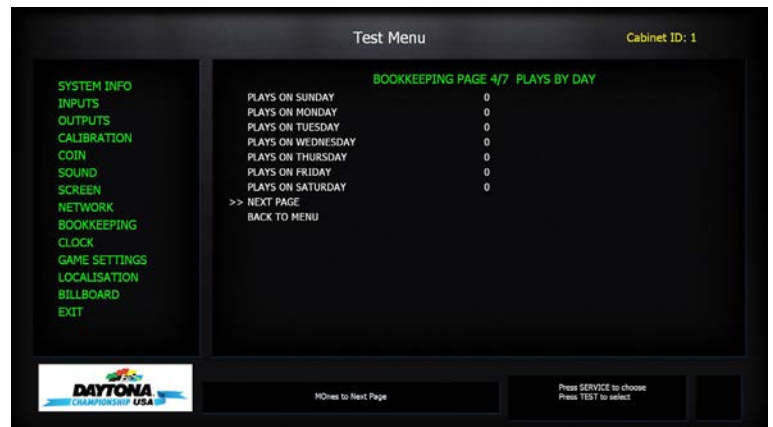 Test Menu
Cabinet ID: 1
SYSTEM INFO
INPUTS
OUTPUTS
CALIBRATION
COIN
SOUND
SCREEN
NETWORK
BOOKKEEPING
CLOCK
GAME SETTINGS
LOCALISATION
BILLBOARD
EXIT
BOOKKEEPING PAGE 4/7 PLAYS BY DAY
PLAYS ON SUNDAY 0
PLAYS ON MONDAY 0
PLAYS ON TUESDAY 0
PLAYS ON WEDNESDAY 0
PLAYS ON THURSDAY 0
PLAYS ON FRIDAY 0
PLAYS ON SATURDAY 0
>> NEXT PAGE
BACK TO MENU
DAYTONA
CHAMPIONSHIP USA
MOnes to Next Page
Press SERVICE to choose
Press TEST to select